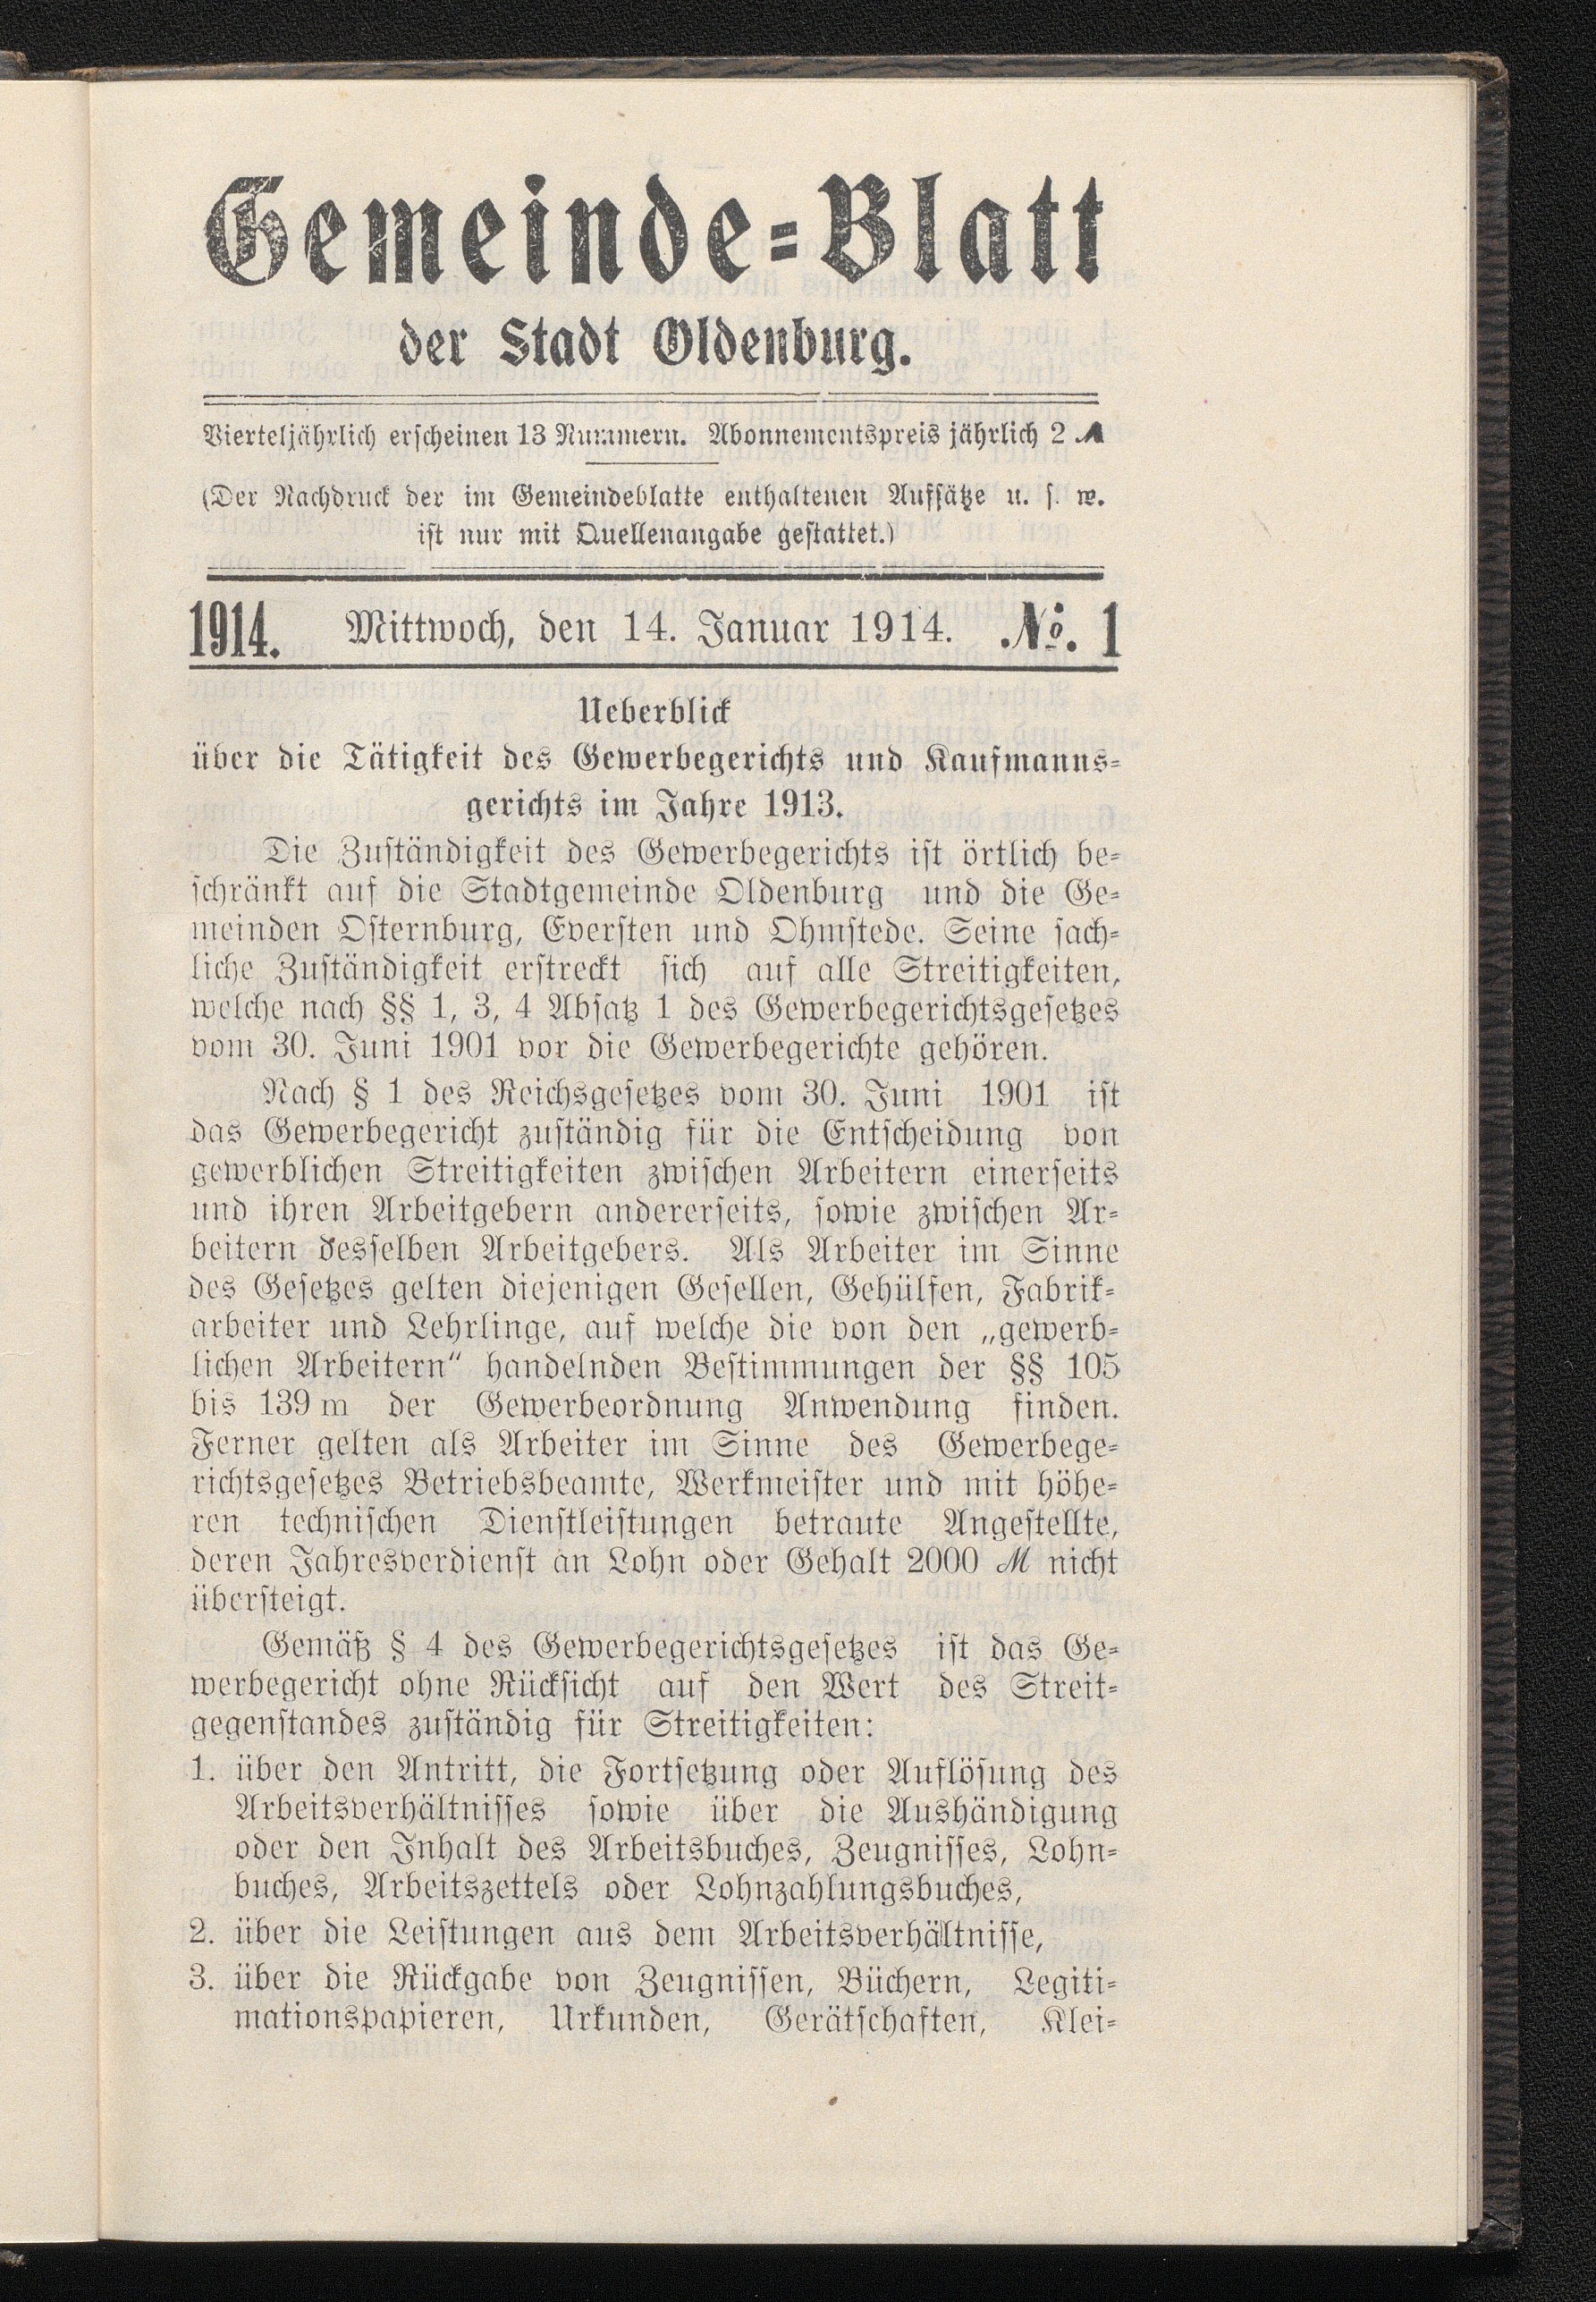 Gemeinde-Blatt
der Stadt Oldenburg.
Vierteljährlich erscheinen 13 Nummern. Abonnementspreis jährlich 2 ℳ
(Der Nachdruck der im Gemeindeblatte enthaltenen Aufsätze u. s. w.
ist nur mit Quellenangabe gestattet.)
1914. Mittwoch, den 14. Januar 1914. №. 1
Ueberblick
über die Tätigkeit des Gewerbegerichts und Kaufmanns-
gerichts im Jahre 1913.
Die Zuständigkeit des Gewerbegerichts ist örtlich be-
schränkt auf die Stadtgemeinde Oldenburg und die Ge-
meinden Osternburg, Eversten und Ohmstede. Seine sach-
liche Zuständigkeit erstreckt sich auf alle Streitigkeiten,
welche nach §§ 1, 3, 4 Absatz 1 des Gewerbegerichtsgesetzes
vom 30. Juni 1901 vor die Gewerbegerichte gehören.
Nach § 1 des Reichsgesetzes vom 30. Juni 1901 ist
das Gewerbegericht zuständig für die Entscheidung von
gewerblichen Streitigkeiten zwischen Arbeitern einerseits
und ihren Arbeitgebern andererseits, sowie zwischen Ar-
beitern desselben Arbeitgebers. Als Arbeiter im Sinne
des Gesetzes gelten diejenigen Gesellen, Gehülfen, Fabrik-
arbeiter und Lehrlinge, auf welche die von den „gewerb-
lichen Arbeitern“ handelnden Bestimmungen der §§ 105
bis 139 m der Gewerbeordnung Anwendung finden.
Ferner gelten als Arbeiter im Sinne des Gewerbege-
richtsgesetzes Betriebsbeamte, Werkmeister und mit höhe-
ren technischen Dienstleistungen betraute Angestellte,
deren Jahresverdienst an Lohn oder Gehalt 2000 ℳ nicht
übersteigt.
Gemäß § 4 des Gewerbegerichtsgesetzes ist das Ge-
werbegericht ohne Rücksicht auf den Wert des Streit-
gegenstandes zuständig für Streitigkeiten:
1. über den Antritt, die Fortsetzung oder Auflösung des
Arbeitsverhältnisses sowie über die Aushändigung
oder den Inhalt des Arbeitsbuches, Zeugnisses, Lohn-
buches, Arbeitszettels oder Lohnzahlungsbuches,
2. über die Leistungen aus dem Arbeitsverhältnisse,
3. über die Rückgabe von Zeugnissen, Büchern, Legiti-
mationspapieren, Urkunden, Gerätschaften, Klei-